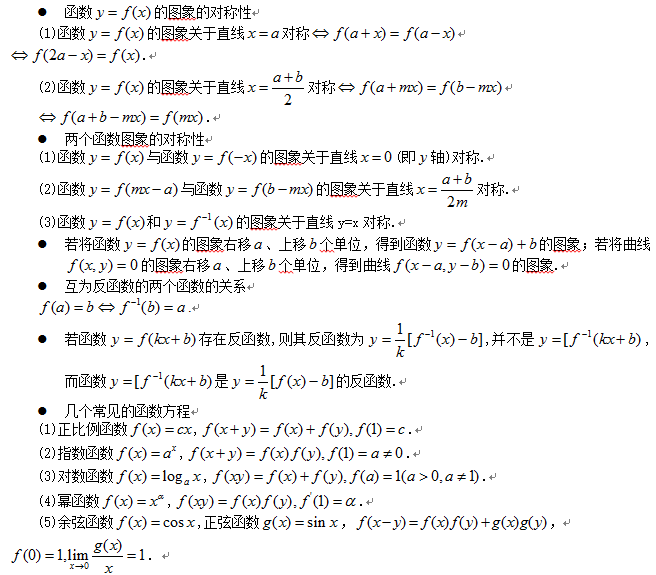 ● 函数 y = f(x) 的图象的对称性
(1)函数 y = f(x) 的图象关于直线 x = a 对称 ⇔ f(a+x) = f(a−x)
⇔ f(2a−x) = f(x).
(2)函数 y = f(x) 的图象关于直线 x = \frac{a+b}{2} 对称 ⇔ f(a+mx) = f(b−mx)
⇔ f(a+b−mx) = f(mx).
● 两个函数图象的对称性
(1)函数 y = f(x) 与函数 y = f(−x) 的图象关于直线 x = 0 (即 y 轴)对称.
(2)函数 y = f(mx−a) 与函数 y = f(b−mx) 的图象关于直线 x = \frac{a+b}{2m} 对称.
(3)函数 y = f(x) 和 y = f^{-1}(x) 的图象关于直线 y=x 对称.
● 若将函数 y = f(x) 的图象右移 a、上移 b 个单位，得到函数 y = f(x−a)+b 的图象；若将曲线
f(x,y) = 0 的图象右移 a、上移 b 个单位，得到曲线 f(x−a,y−b) = 0 的图象.
● 互为反函数的两个函数的关系
f(a) = b ⇔ f^{-1}(b) = a.
● 若函数 y = f(kx+b) 存在反函数,则其反函数为 y = \frac{1}{k}[f^{-1}(x)−b],并不是 y = [f^{-1}(kx+b),
而函数 y = [f^{-1}(kx+b) 是 y = \frac{1}{k}[f(x)−b] 的反函数.
● 几个常见的函数方程
(1)正比例函数 f(x) = cx, f(x+y) = f(x)+f(y), f(1) = c.
(2)指数函数 f(x) = a^x, f(x+y) = f(x)f(y), f(1) = a ≠ 0.
(3)对数函数 f(x) = log_a x, f(xy) = f(x)+f(y), f(a) = 1(a > 0, a ≠ 1).
(4)幂函数 f(x) = x^α, f(xy) = f(x)f(y), f'(1) = α.
(5)余弦函数 f(x) = cos x,正弦函数 g(x) = sin x， f(x−y) = f(x)f(y)+g(x)g(y)，
f(0) = 1, \lim_{x→0} \frac{g(x)}{x} = 1.